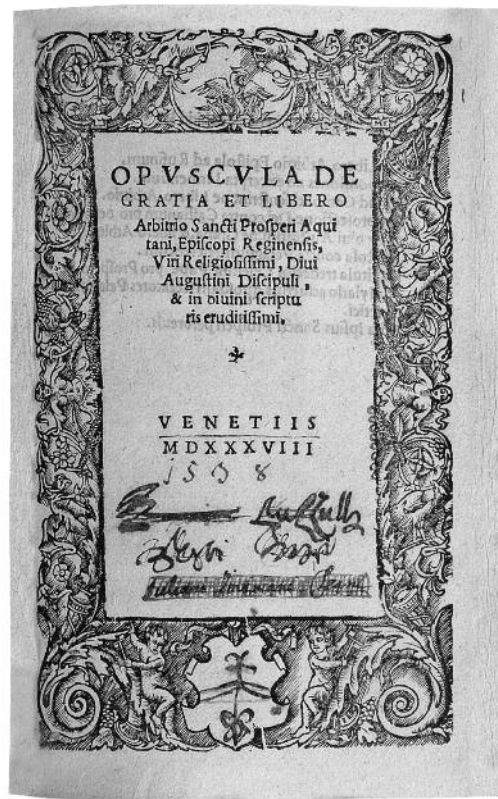 OPVSCVLA DE
GRATIA ET LIBERO
Arbitrio Sancti Prosperi Aqui
tani, Episcopi Reginensis,
Viri Religiosissimi, Diui
Augustini Discipuli,
& in diuini scriptu
ris eruditissimi.
VENETIIS
MDXXXVIII
1538